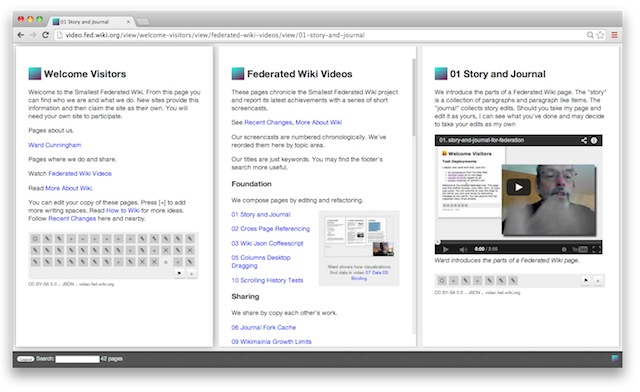 01 Story and Journal
video.fed.wiki.org/view/welcome-visitors/view/federated-wiki-videos/view/01-story-and-journal
Welcome Visitors
Welcome to the Smallest Federated Wiki. From this page you
can find who we are and what we do. New sites provide this
information and then claim the site as their own. You will
need your own site to participate.
Pages about us.
Ward Cunningham
Pages where we do and share.
Watch Federated Wiki Videos
Read More About Wiki.
You can edit your copy of these pages. Press [+] to add
more writing spaces. Read How to Wiki for more ideas.
Follow Recent Changes here and nearby.
CC BY-SA 3.0 . JSON . video.fed.wiki.org
Federated Wiki Videos
These pages chronicle the Smallest Federated Wiki project
and report its latest achievements with a series of short
screencasts.
See Recent Changes, More About Wiki
Our screencasts are numbered chronologically. We've
reordered them here by topic area.
Our titles are just keywords. You may find the footer's
search more useful.
Foundation
We compose pages by editing and refactoring.
01 Story and Journal
02 Cross Page Referencing
03 Wiki Json Coffeescript
05 Columns Desktop
Dragging
10 Scrolling History Tests
Ward shows how visualizations
find data in video 37 Data D3
Binding
Sharing
We share by copy each other's work.
06 Journal Fork Cache
09 Wikimania Growth Limits
01 Story and Journal
We introduce the parts of a Federated Wiki page. The "story"
is a collection of paragraphs and paragraph like items. The
"journal" collects story edits. Should you take my page and
edit it as yours, I can see what you've done and may decide
to take your edits as my own
01. story-and-journal-for-federation
Welcome Visitors
Test Deployments
0:00 / 2:05
YouTube
Ward introduces the parts of a Federated Wiki page.
CC BY-SA 3.0 . JSON . video.fed.wiki.org
Search:
42 pages